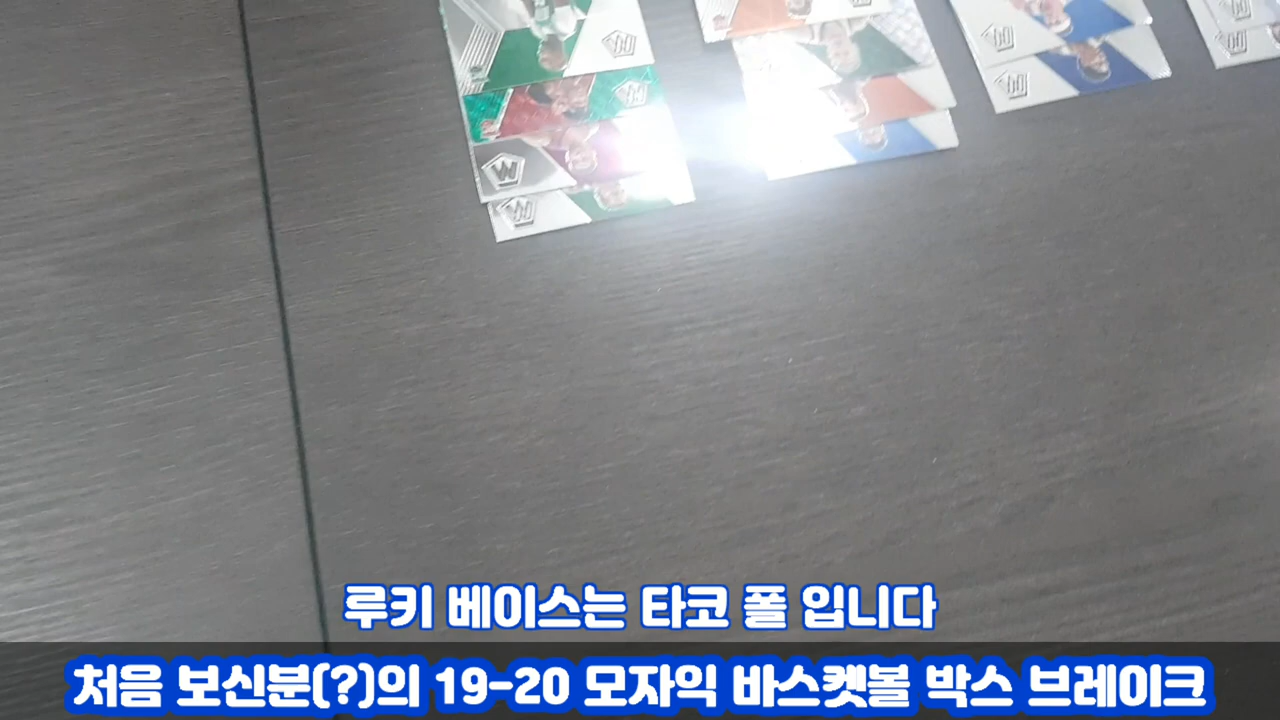 루키 베이스는 타코 폴 입니다
처음 보신분(?)의 19-20 모자익 바스켓볼 박스 브레이크